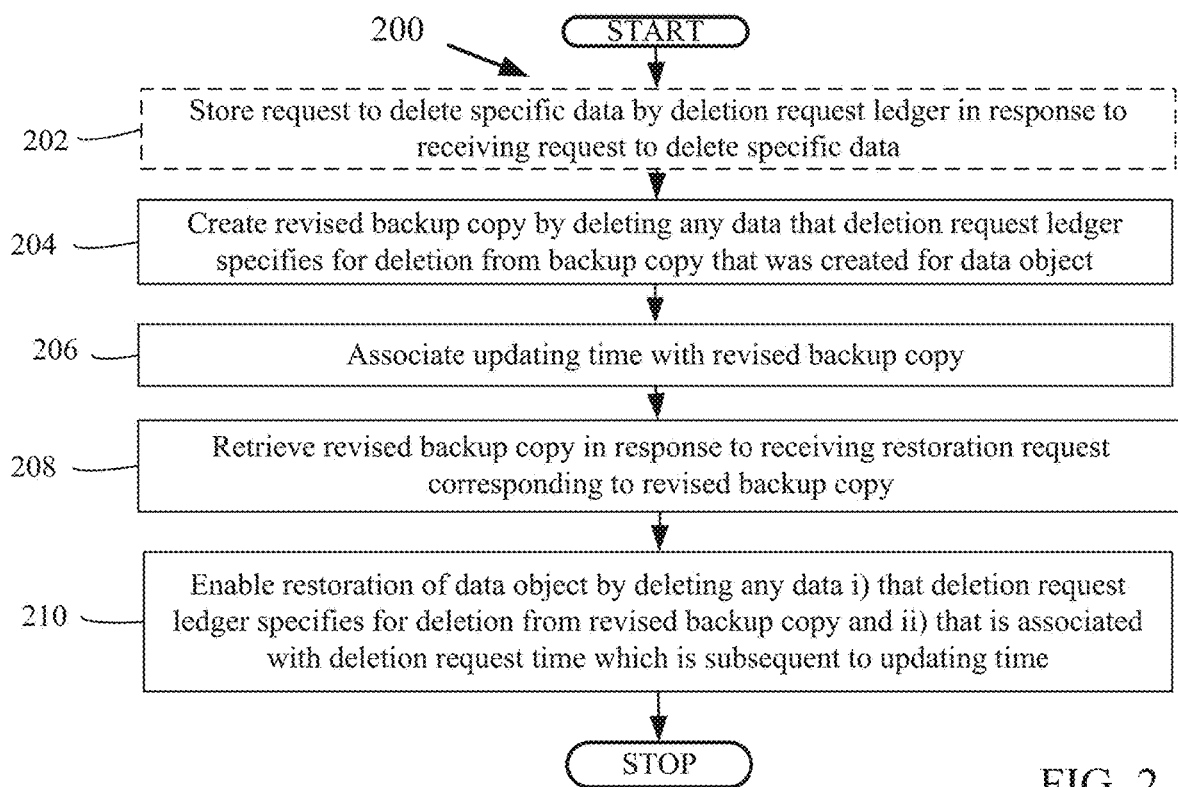 200
START
202
Store request to delete specific data by deletion request ledger in response to
receiving request to delete specific data
204
Create revised backup copy by deleting any data that deletion request ledger
specifies for deletion from backup copy that was created for data object
206
Associate updating time with revised backup copy
208
Retrieve revised backup copy in response to receiving restoration request
corresponding to revised backup copy
210
Enable restoration of data object by deleting any data i) that deletion request
ledger specifies for deletion from revised backup copy and ii) that is associated
with deletion request time which is subsequent to updating time
STOP
FIG. 2